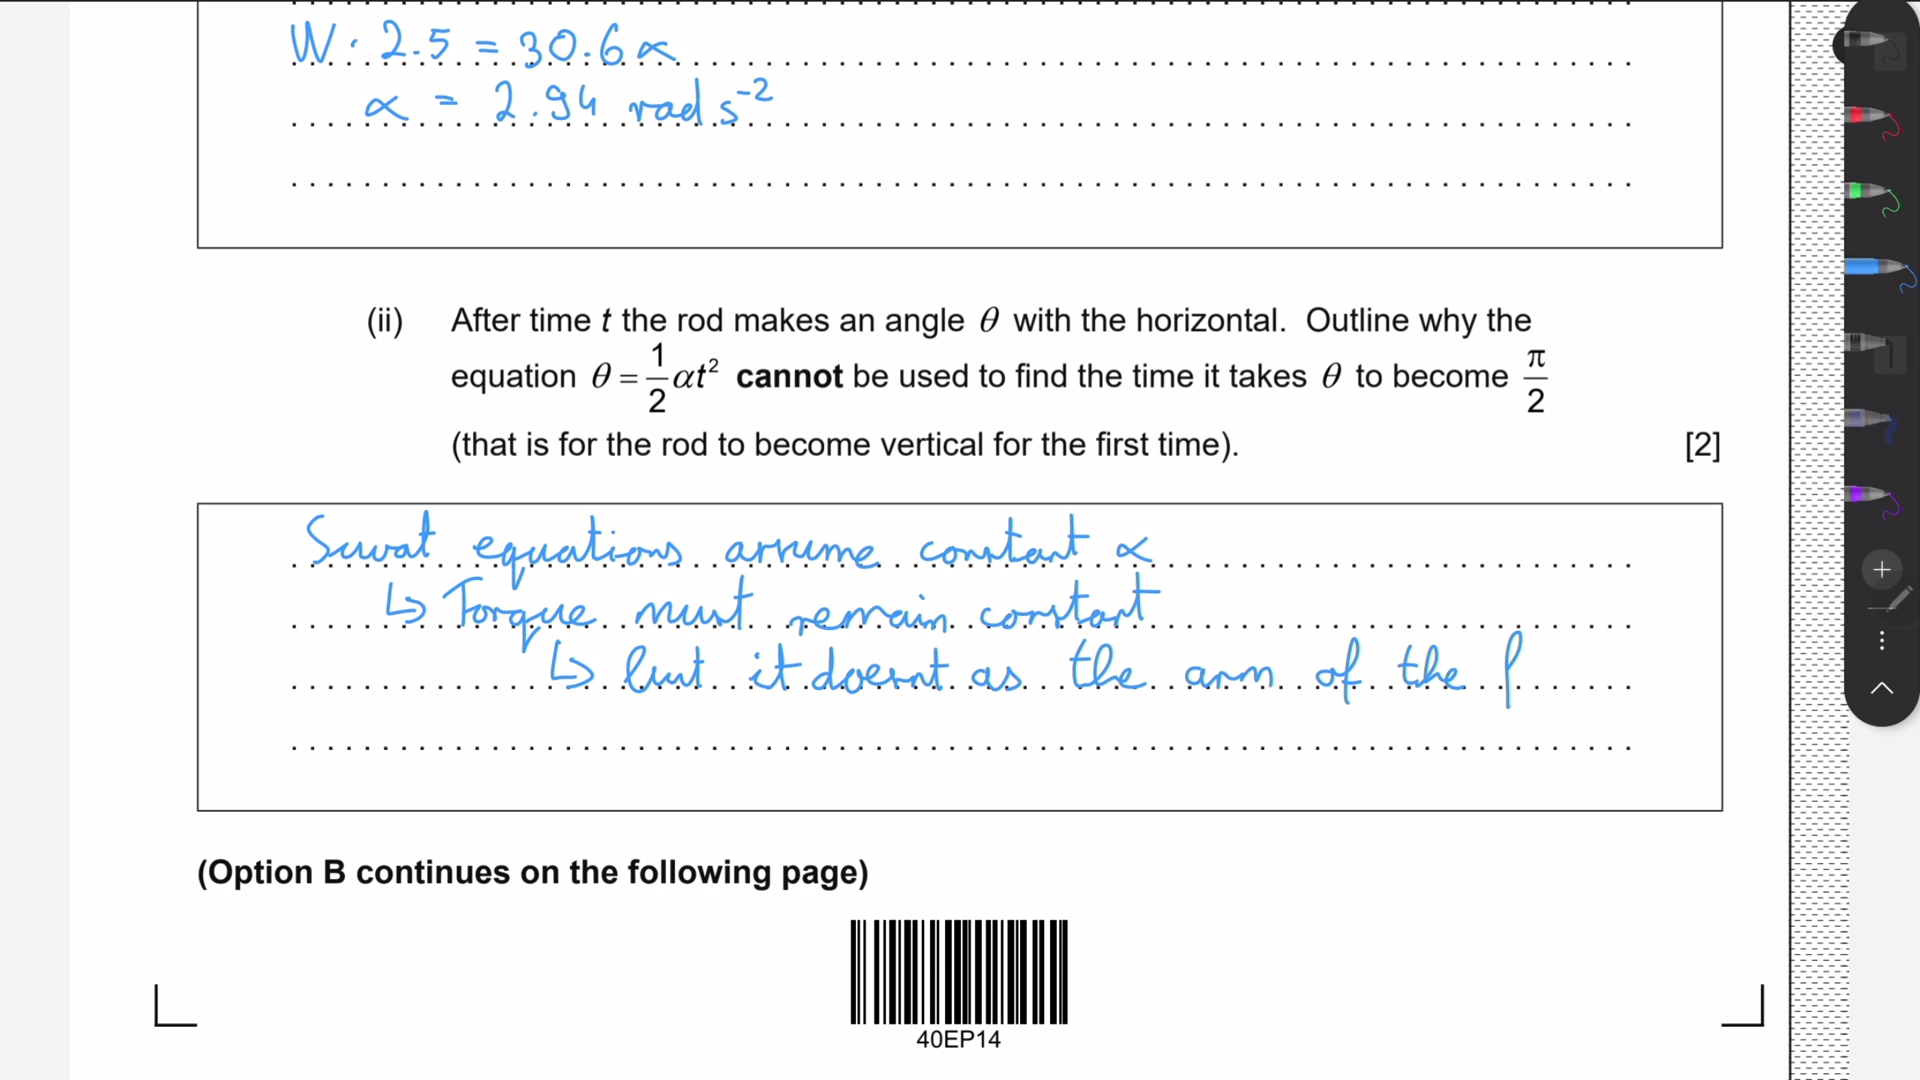 W · 2.5 = 30.6 α
α = 2.94 rad s⁻²
(ii) After time t the rod makes an angle θ with the horizontal. Outline why the
equation θ = 1/2 αt² cannot be used to find the time it takes θ to become π/2
(that is for the rod to become vertical for the first time). [2]
Suvat equations assume constant α
↳ Torque must remain constant
↳ but it doesnt as the arm of the
(Option B continues on the following page)
40EP14